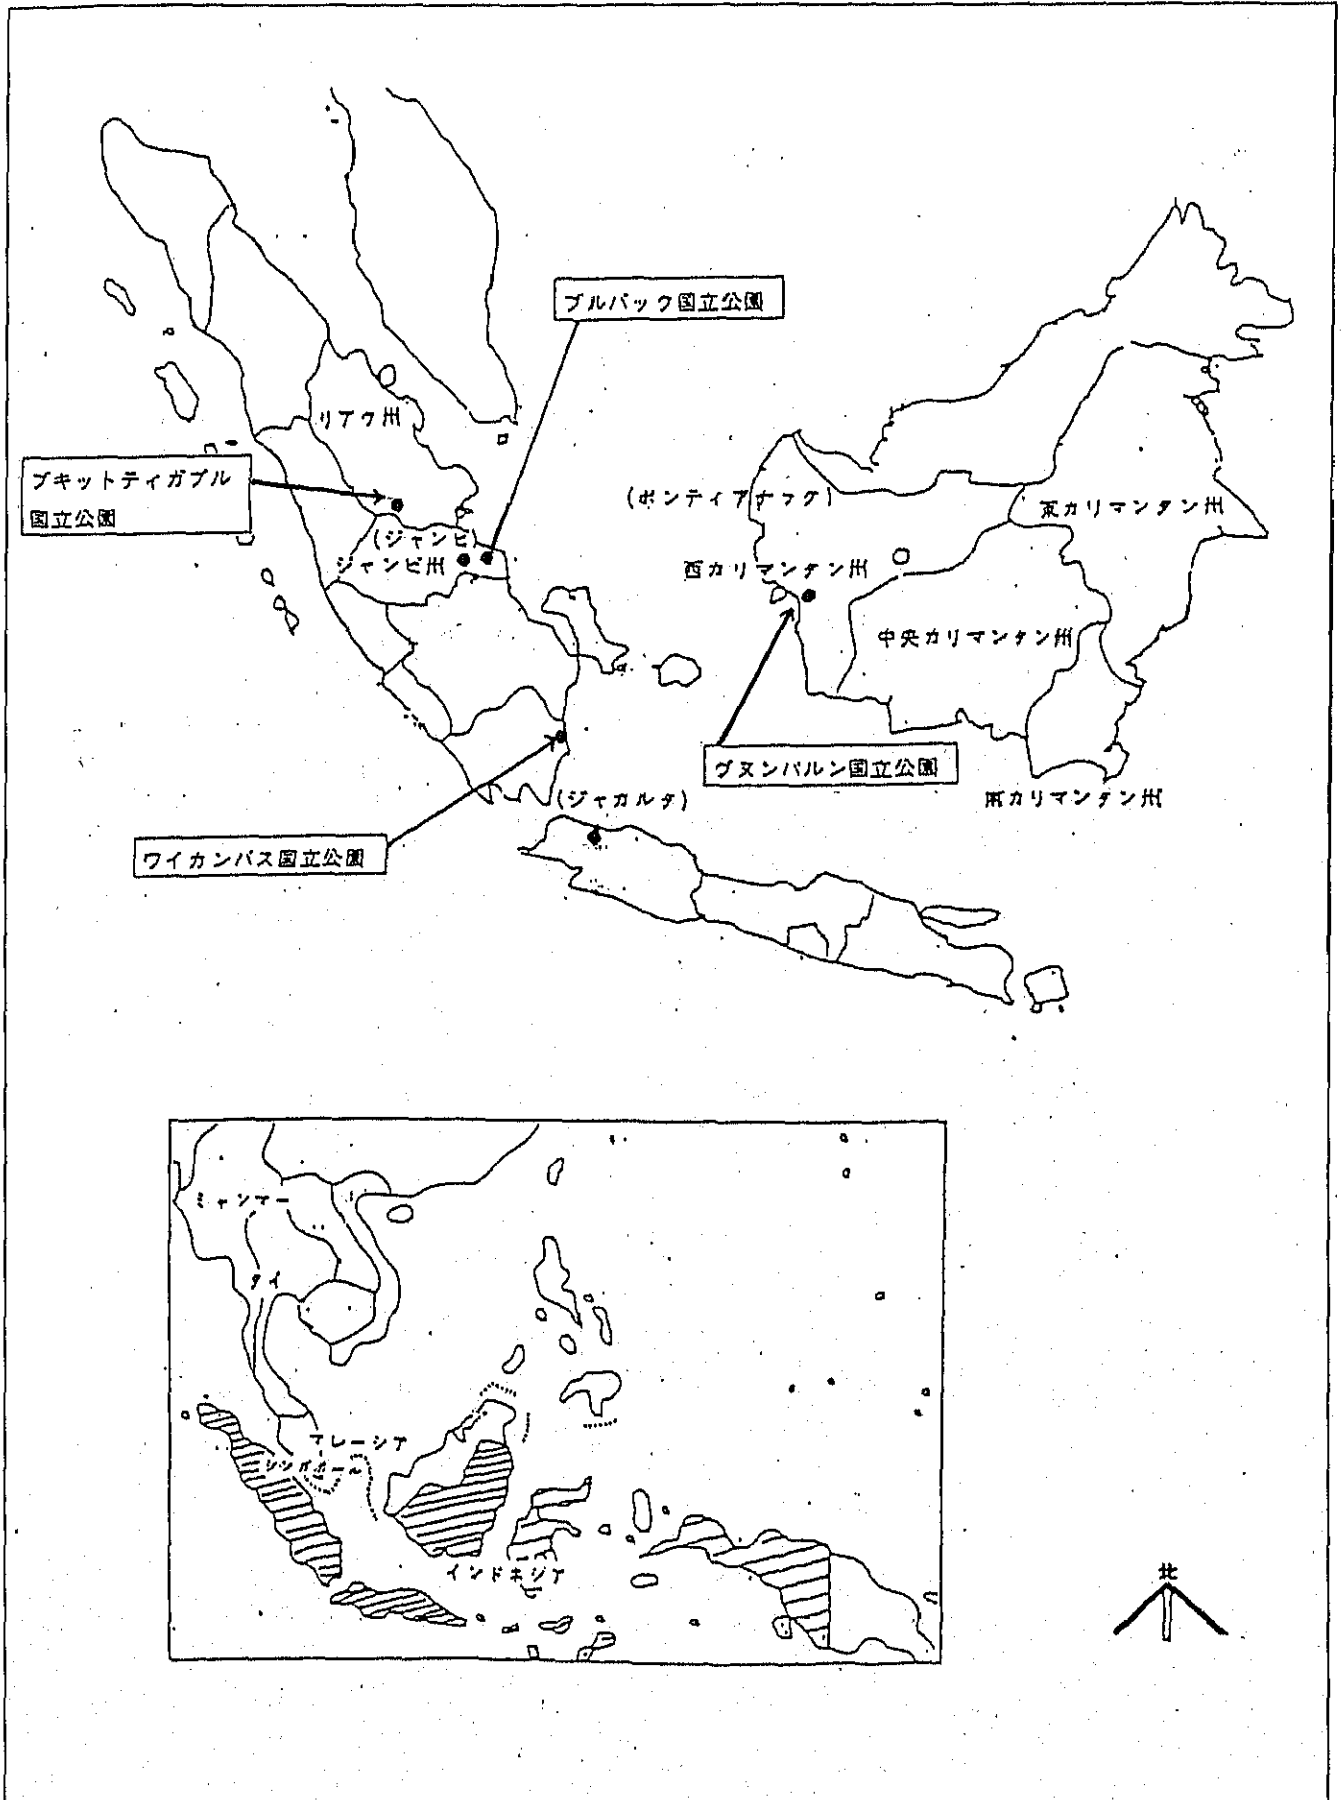 ブルバック国立公園
リアウ州
ブキットティガプル
国立公園
(ポンティアナック)
東カリマンタン州
(ジャンビ)
ジャンビ州
西カリマンタン州
中央カリマンタン州
グヌンパルン国立公園
南カリマンタン州
(ジャカルタ)
ワイカンバス国立公園
ミャンマー
タイ
マレーシア
シンガポール
インドネシア
北